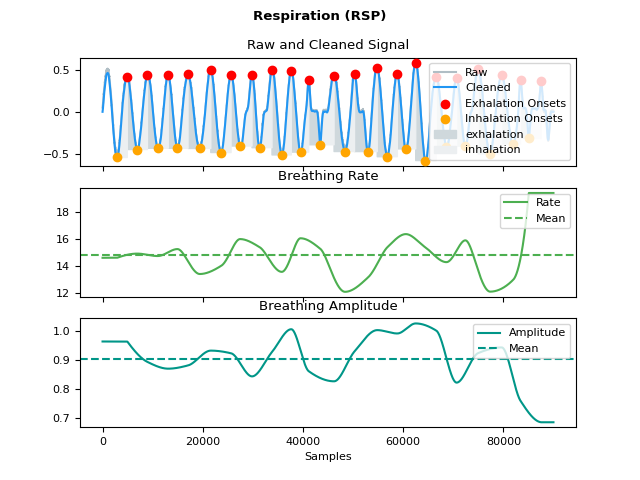 Respiration (RSP)
Raw and Cleaned Signal
0.5
0.0
−0.5
Raw
Cleaned
Exhalation Onsets
Inhalation Onsets
exhalation
inhalation
Breathing Rate
18
16
14
12
Rate
Mean
Breathing Amplitude
1.0
0.9
0.8
0.7
Amplitude
Mean
0 20000 40000 60000 80000
Samples